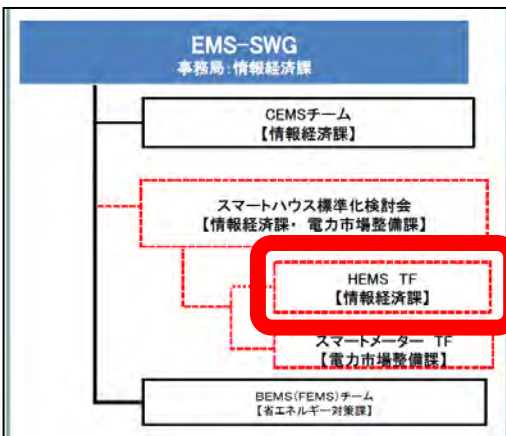 EMS-SWG
事務局:情報経済課
CEMSチーム
【情報経済課】
スマートハウス標準化検討会
【情報経済課・ 電力市場整備課】
HEMS TF
【情報経済課】
スマートメーター TF
【電力市場整備課】
BEMS(FEMS)チーム
【省エネルギー対策課】